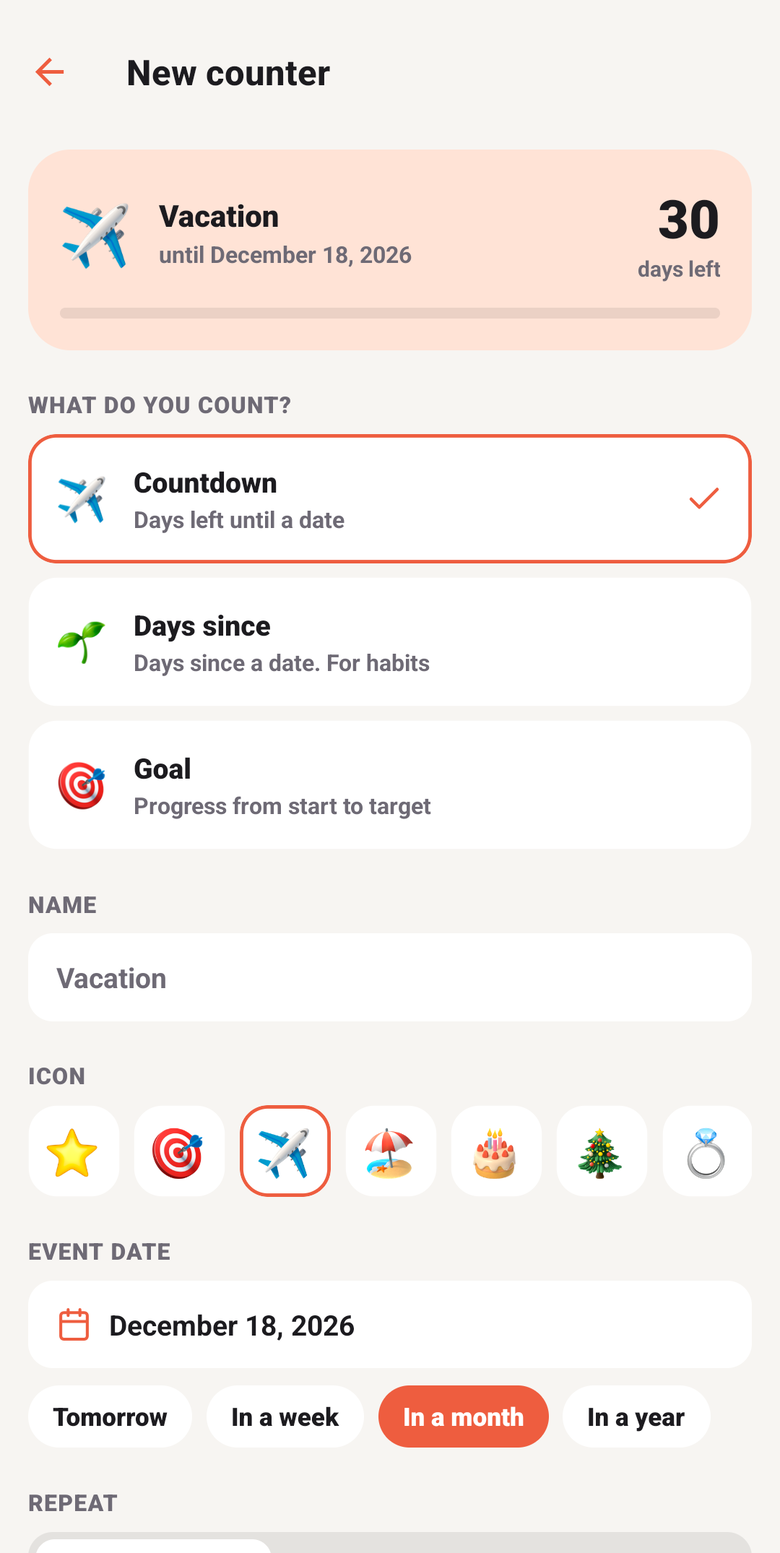 New counter
Vacation
until December 18, 2026
30
days left
WHAT DO YOU COUNT?
Countdown
Days left until a date
Days since
Days since a date. For habits
Goal
Progress from start to target
NAME
Vacation
ICON
EVENT DATE
December 18, 2026
Tomorrow
In a week
In a month
In a year
REPEAT